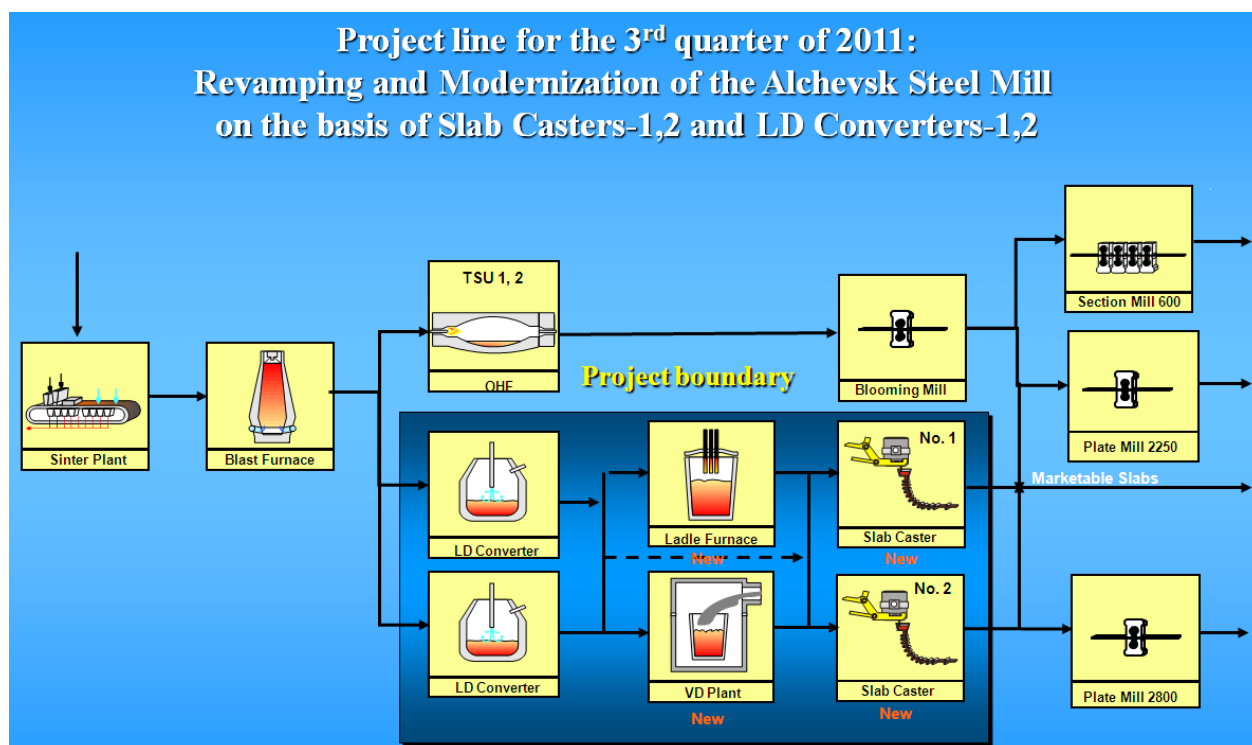 Project line for the 3rd quarter of 2011:
Revamping and Modernization of the Alchevsk Steel Mill
on the basis of Slab Casters-1,2 and LD Converters-1,2
Section Mill 600
TSU 1, 2
OHF
Project boundary
Blooming Mill
Sinter Plant
Blast Furnace
Plate Mill 2250
No. 1
Marketable Slabs
LD Converter
Ladle Furnace
New
Slab Caster
New
No. 2
LD Converter
VD Plant
New
Slab Caster
New
Plate Mill 2800